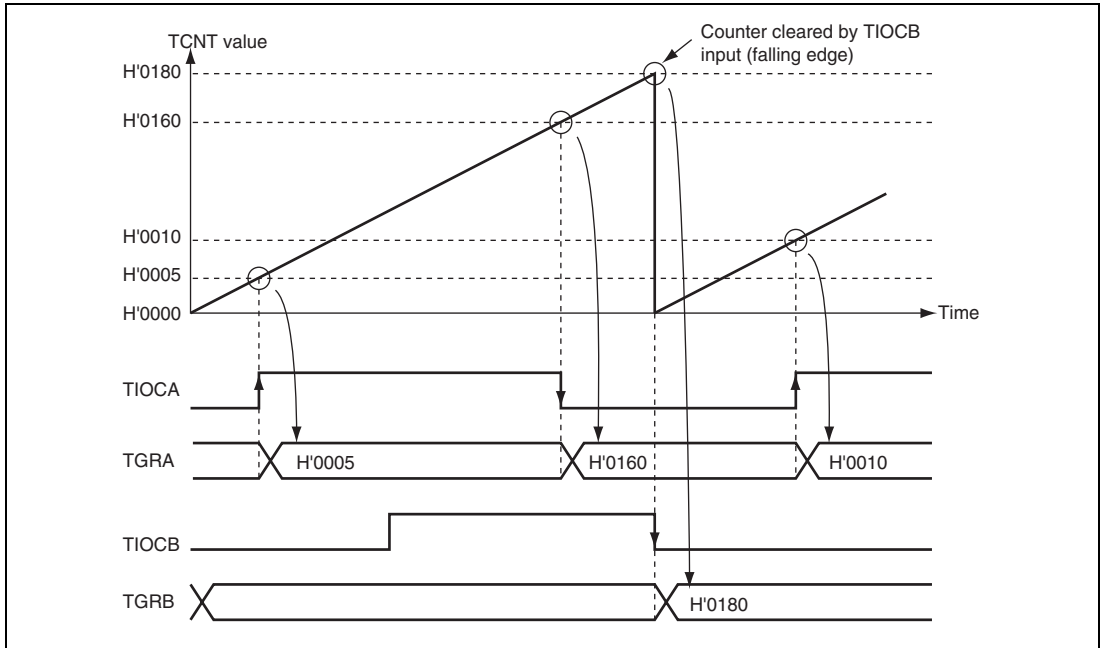 TCNT value
Counter cleared by TIOCB
input (falling edge)
H'0180
H'0160
H'0010
H'0005
H'0000
Time
TIOCA
TGRA
H'0005
H'0160
H'0010
TIOCB
TGRB
H'0180